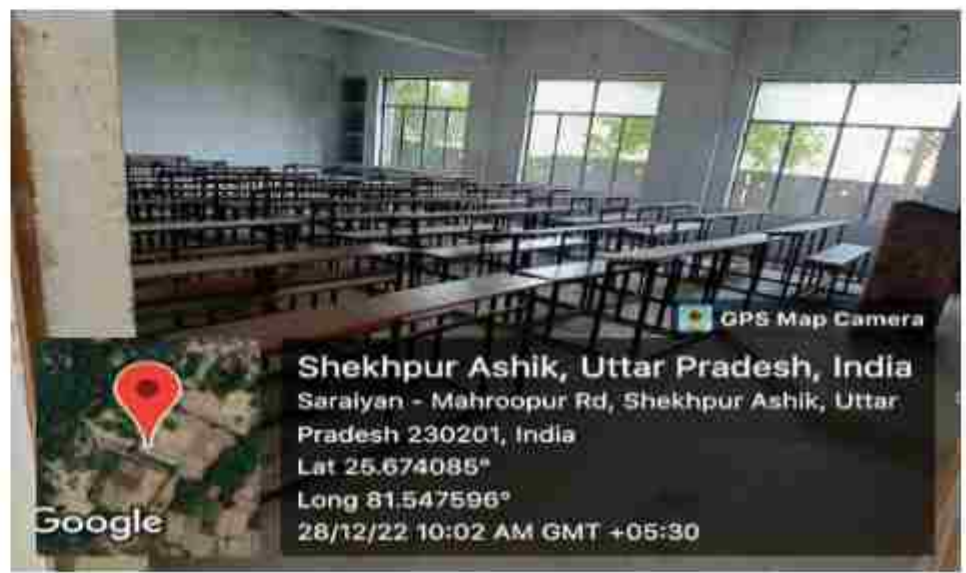 GPS Map Camera
Shekhpur Ashik, Uttar Pradesh, India
Saraiyan - Mahroopur Rd, Shekhpur Ashik, Uttar
Pradesh 230201, India
Lat 25.674085°
Long 81.547596°
28/12/22 10:02 AM GMT +05:30
Google